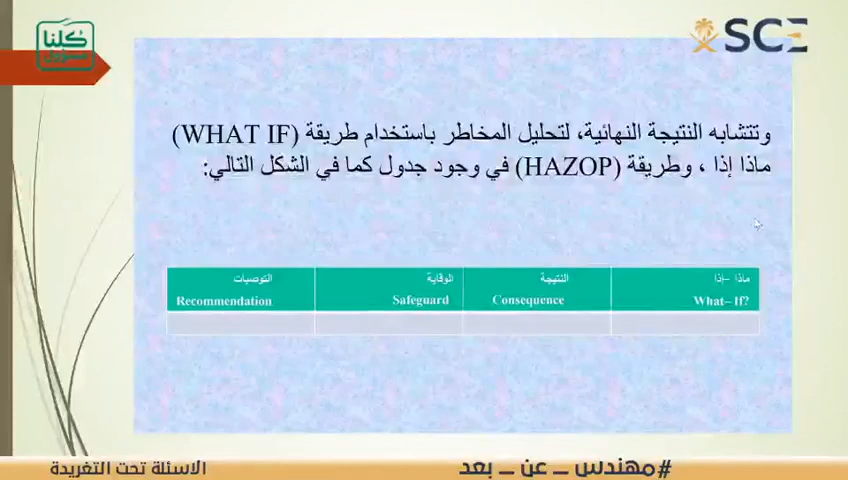 كلنا
مسؤول
SCE
وتتشابه النتيجة النهائية، لتحليل المخاطر باستخدام طريقة (WHAT IF)
ماذا إذا ، وطريقة (HAZOP) في وجود جدول كما في الشكل التالي:
ماذا –إذا النتيجة الوقاية التوصيات
What– If? Consequence Safeguard Recommendation
#مهندس _ عن _ بعد الاسئلة تحت التغريدة